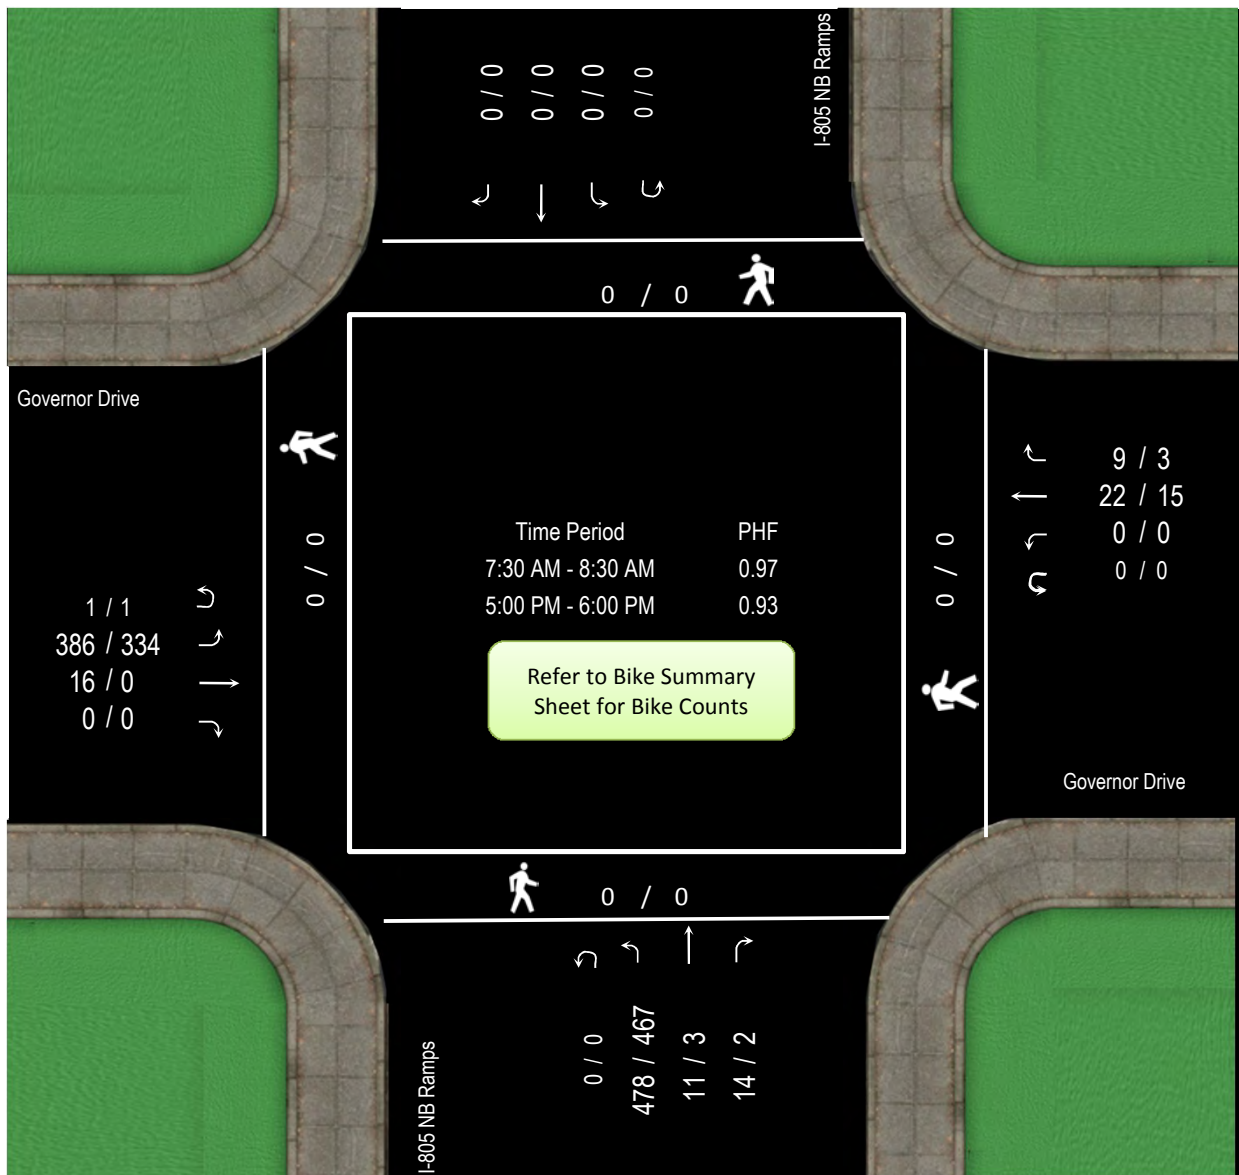 I-805 NB Ramps
0 / 0
0 / 0
0 / 0
0 / 0
0 / 0
Governor Drive
0 / 0
1 / 1
386 / 334
16 / 0
0 / 0
Time Period PHF
7:30 AM - 8:30 AM 0.97
5:00 PM - 6:00 PM 0.93
Refer to Bike Summary
Sheet for Bike Counts
0 / 0
9 / 3
22 / 15
0 / 0
0 / 0
Governor Drive
0 / 0
0 / 0
478 / 467
11 / 3
14 / 2
I-805 NB Ramps